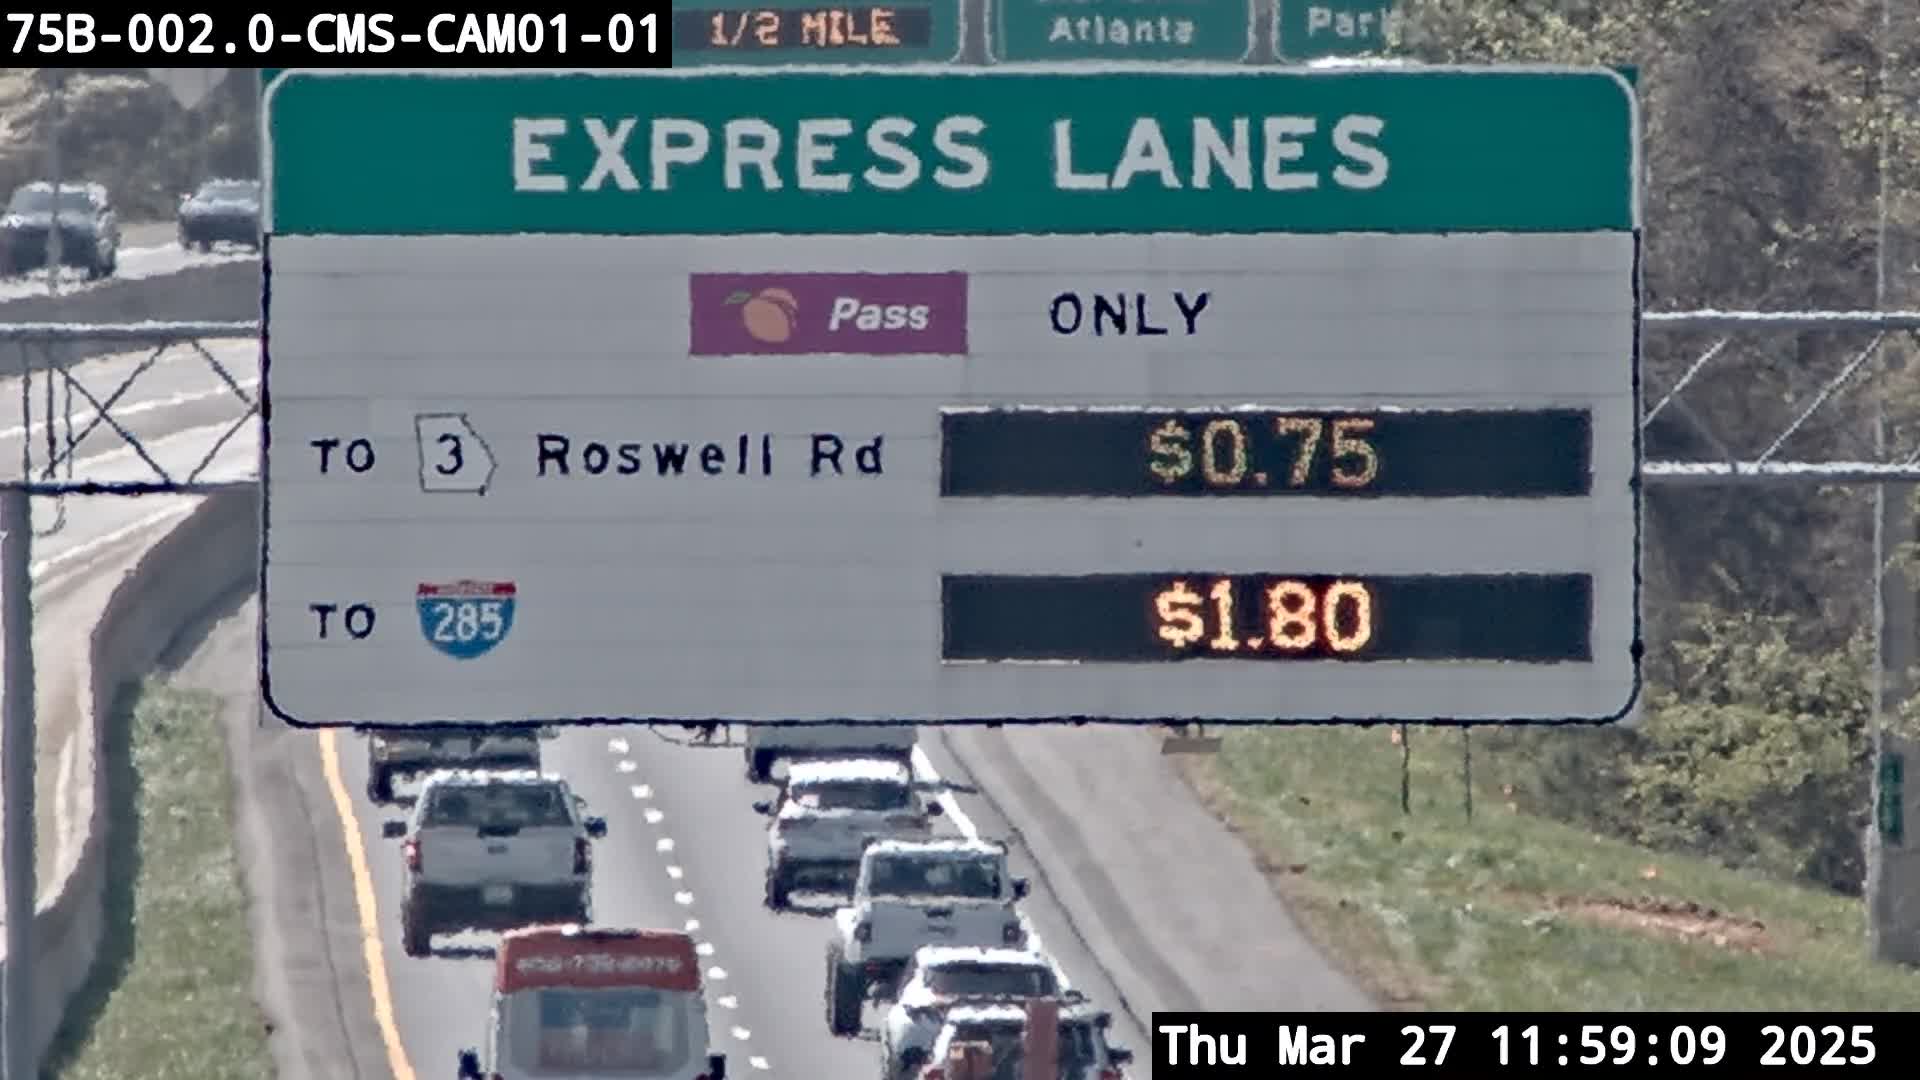 75B-002.0-CMS-CAM01-01
1/2 MILE
Atlanta
EXPRESS LANES
Pass ONLY
TO 3 Roswell Rd $0.75
TO 285 $1.80
Thu Mar 27 11:59:09 2025